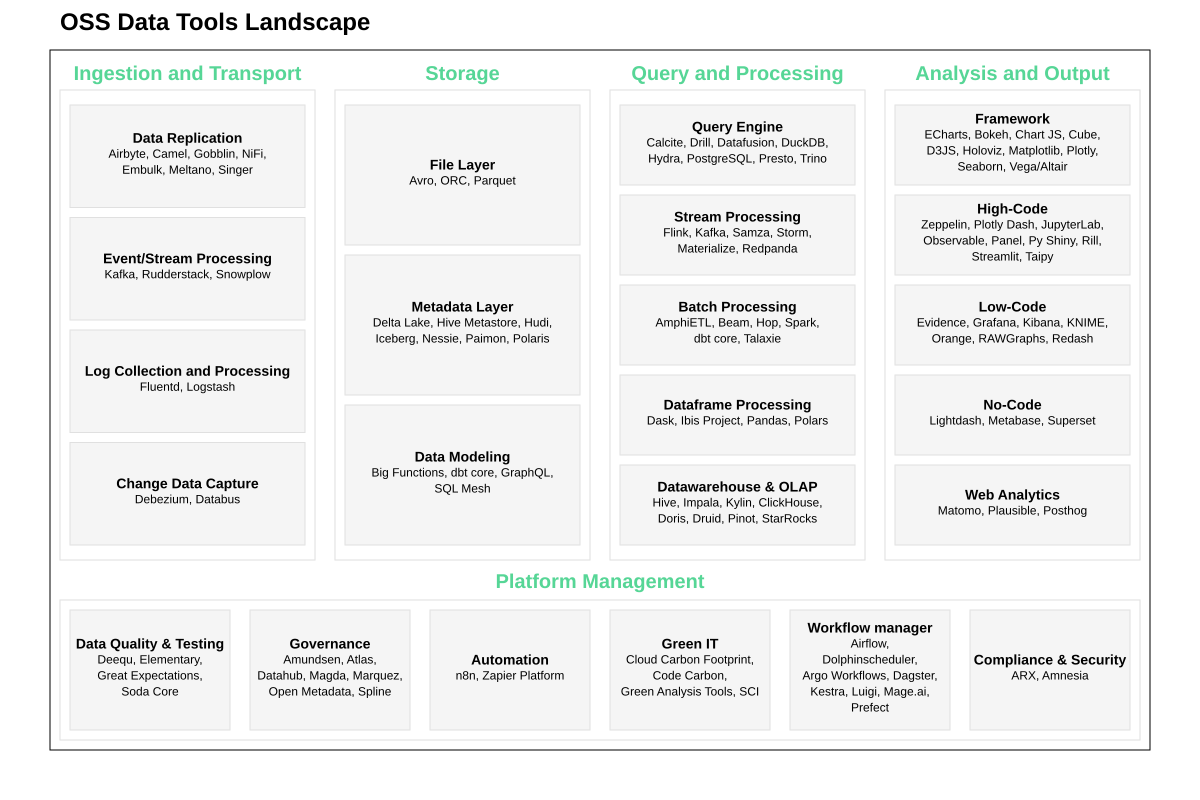 OSS Data Tools Landscape
Ingestion and Transport
Data Replication
Airbyte, Camel, Gobblin, NiFi,
Embulk, Meltano, Singer
Event/Stream Processing
Kafka, Rudderstack, Snowplow
Log Collection and Processing
Fluentd, Logstash
Change Data Capture
Debezium, Databus
Storage
File Layer
Avro, ORC, Parquet
Metadata Layer
Delta Lake, Hive Metastore, Hudi,
Iceberg, Nessie, Paimon, Polaris
Data Modeling
Big Functions, dbt core, GraphQL,
SQL Mesh
Query and Processing
Query Engine
Calcite, Drill, Datafusion, DuckDB,
Hydra, PostgreSQL, Presto, Trino
Stream Processing
Flink, Kafka, Samza, Storm,
Materialize, Redpanda
Batch Processing
AmphiETL, Beam, Hop, Spark,
dbt core, Talaxie
Dataframe Processing
Dask, Ibis Project, Pandas, Polars
Datawarehouse & OLAP
Hive, Impala, Kylin, ClickHouse,
Doris, Druid, Pinot, StarRocks
Analysis and Output
Framework
ECharts, Bokeh, Chart JS, Cube,
D3JS, Holoviz, Matplotlib, Plotly,
Seaborn, Vega/Altair
High-Code
Zeppelin, Plotly Dash, JupyterLab,
Observable, Panel, Py Shiny, Rill,
Streamlit, Taipy
Low-Code
Evidence, Grafana, Kibana, KNIME,
Orange, RAWGraphs, Redash
No-Code
Lightdash, Metabase, Superset
Web Analytics
Matomo, Plausible, Posthog
Platform Management
Data Quality & Testing
Deequ, Elementary,
Great Expectations,
Soda Core
Governance
Amundsen, Atlas,
Datahub, Magda, Marquez,
Open Metadata, Spline
Automation
n8n, Zapier Platform
Green IT
Cloud Carbon Footprint,
Code Carbon,
Green Analysis Tools, SCI
Workflow manager
Airflow,
Dolphinscheduler,
Argo Workflows, Dagster,
Kestra, Luigi, Mage.ai,
Prefect
Compliance & Security
ARX, Amnesia